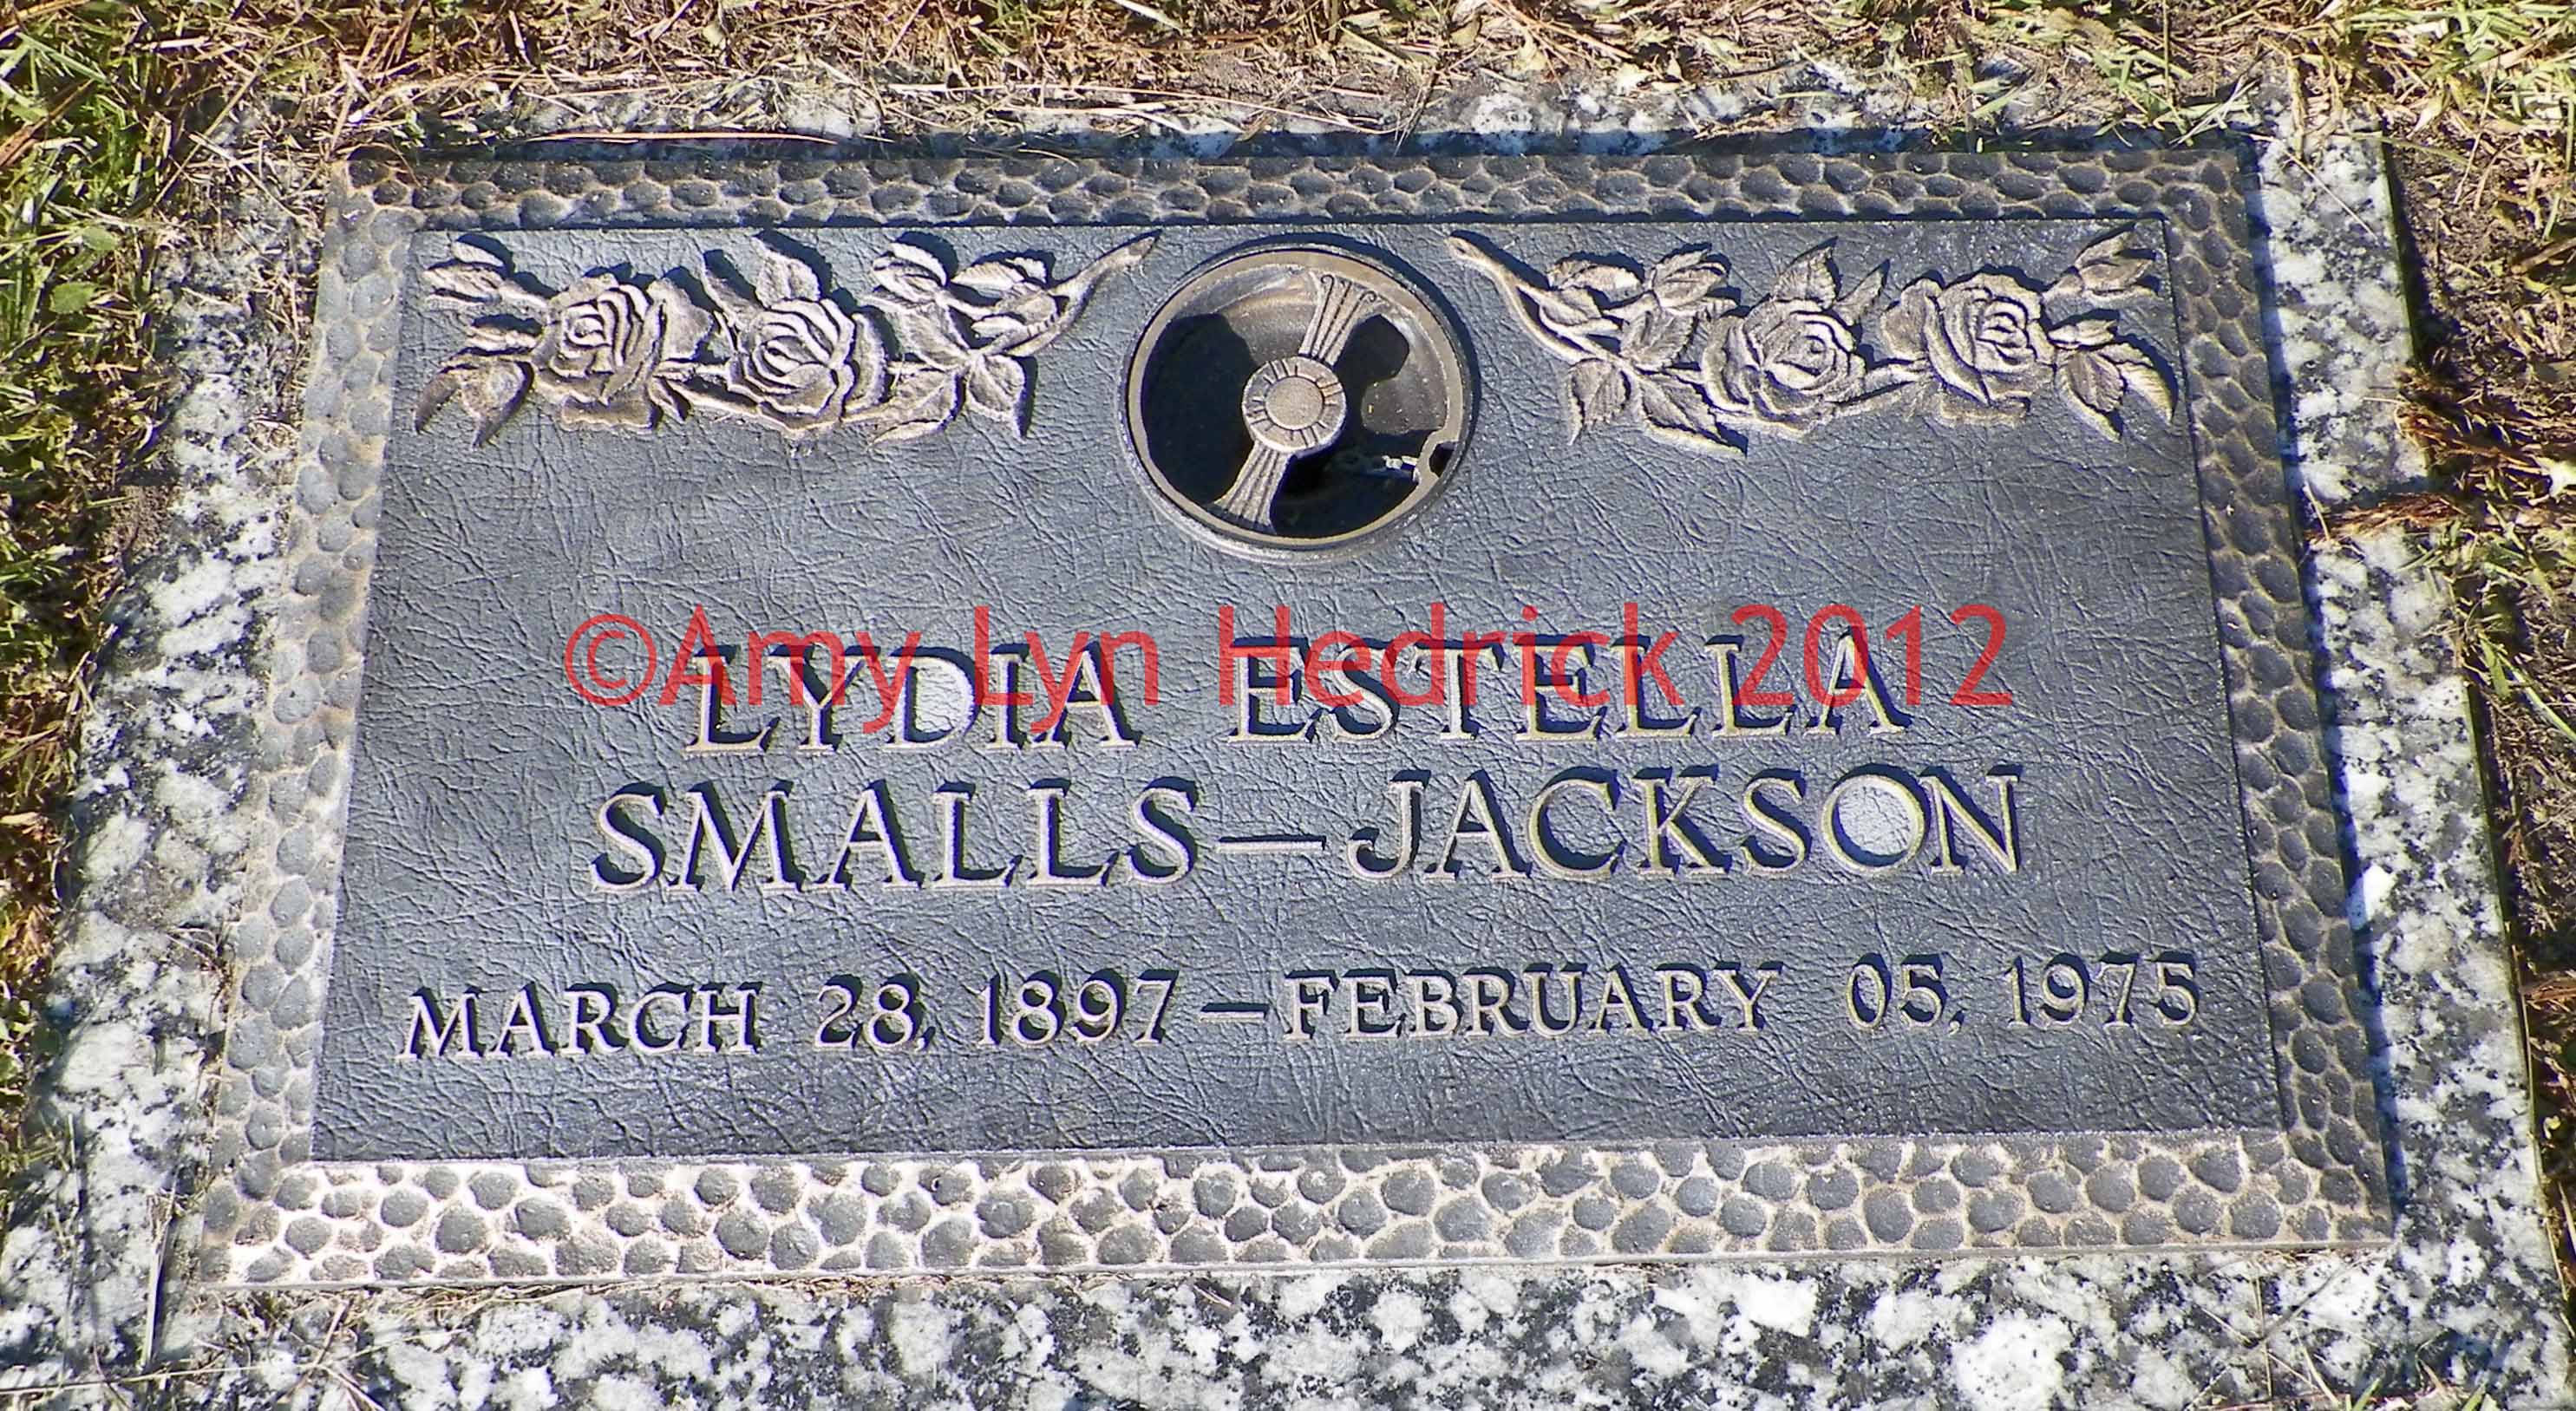 ©Amy Lyn Hedrick 2012
LYDIA ESTELLA
SMALLS-JACKSON
MARCH 28, 1897-FEBRUARY 05, 1975